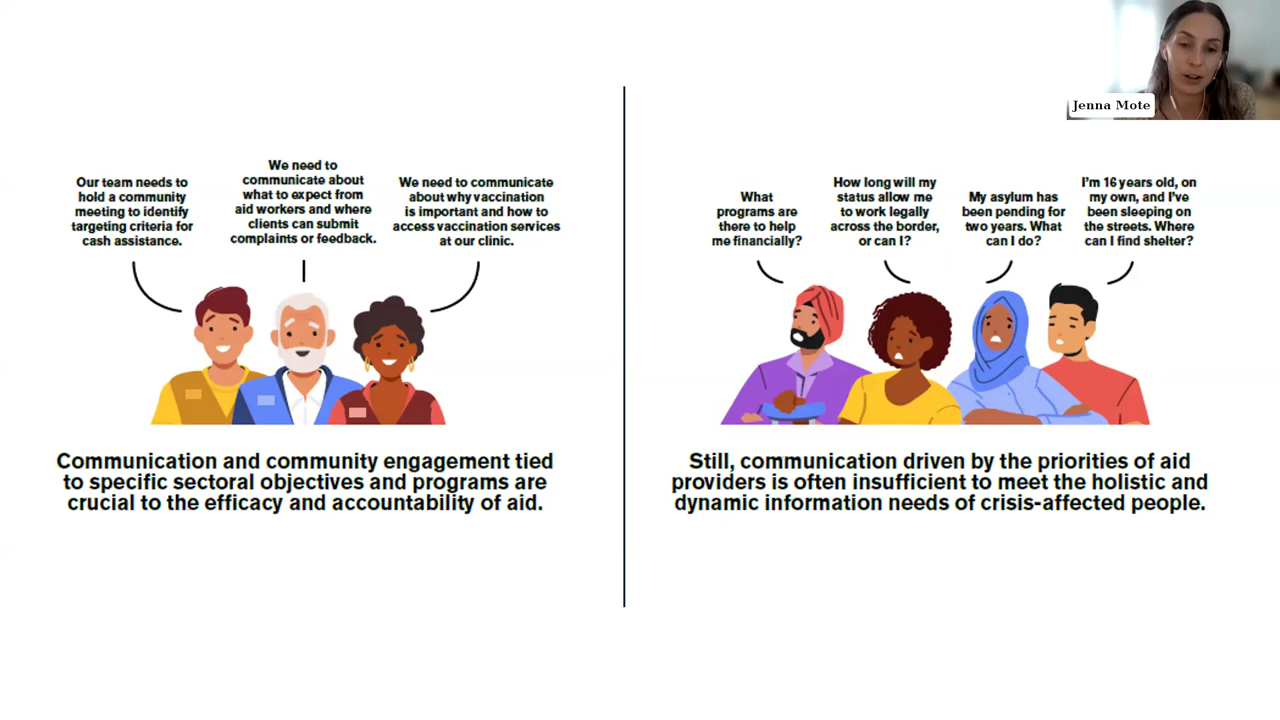 Jenna Mote
Our team needs to
hold a community
meeting to identify
targeting criteria for
cash assistance.
We need to
communicate about
what to expect from
aid workers and where
clients can submit
complaints or feedback.
We need to communicate
about why vaccination
is important and how to
access vaccination services
at our clinic.
Communication and community engagement tied
to specific sectoral objectives and programs are
crucial to the efficacy and accountability of aid.
What
programs are
there to help
me financially?
How long will my
status allow me
to work legally
across the border,
or can I?
My asylum has
been pending for
two years. What
can I do?
I'm 16 years old, on
my own, and I've
been sleeping on
the streets. Where
can I find shelter?
Still, communication driven by the priorities of aid
providers is often insufficient to meet the holistic and
dynamic information needs of crisis-affected people.